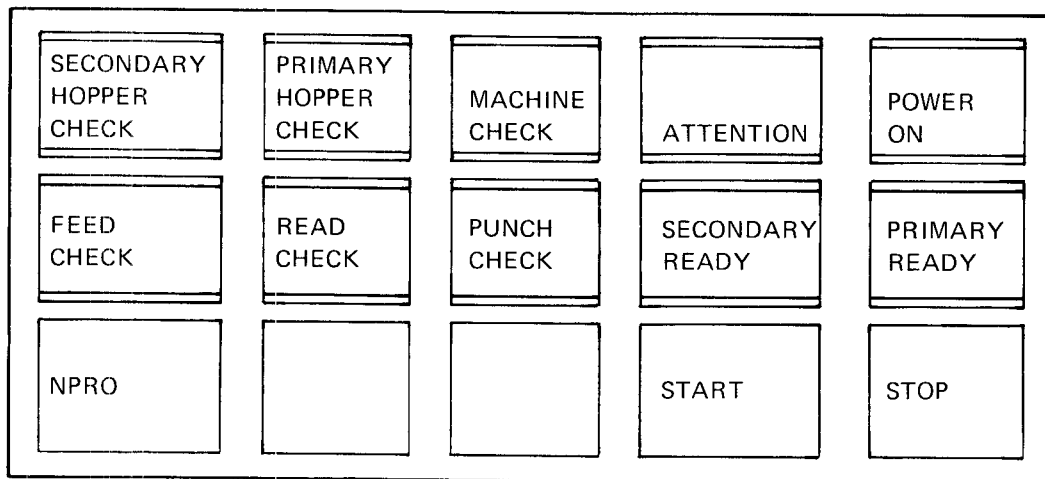 SECONDARY
HOPPER
CHECK
PRIMARY
HOPPER
CHECK
MACHINE
CHECK
ATTENTION
POWER
ON
FEED
CHECK
READ
CHECK
PUNCH
CHECK
SECONDARY
READY
PRIMARY
READY
NPRO
START
STOP